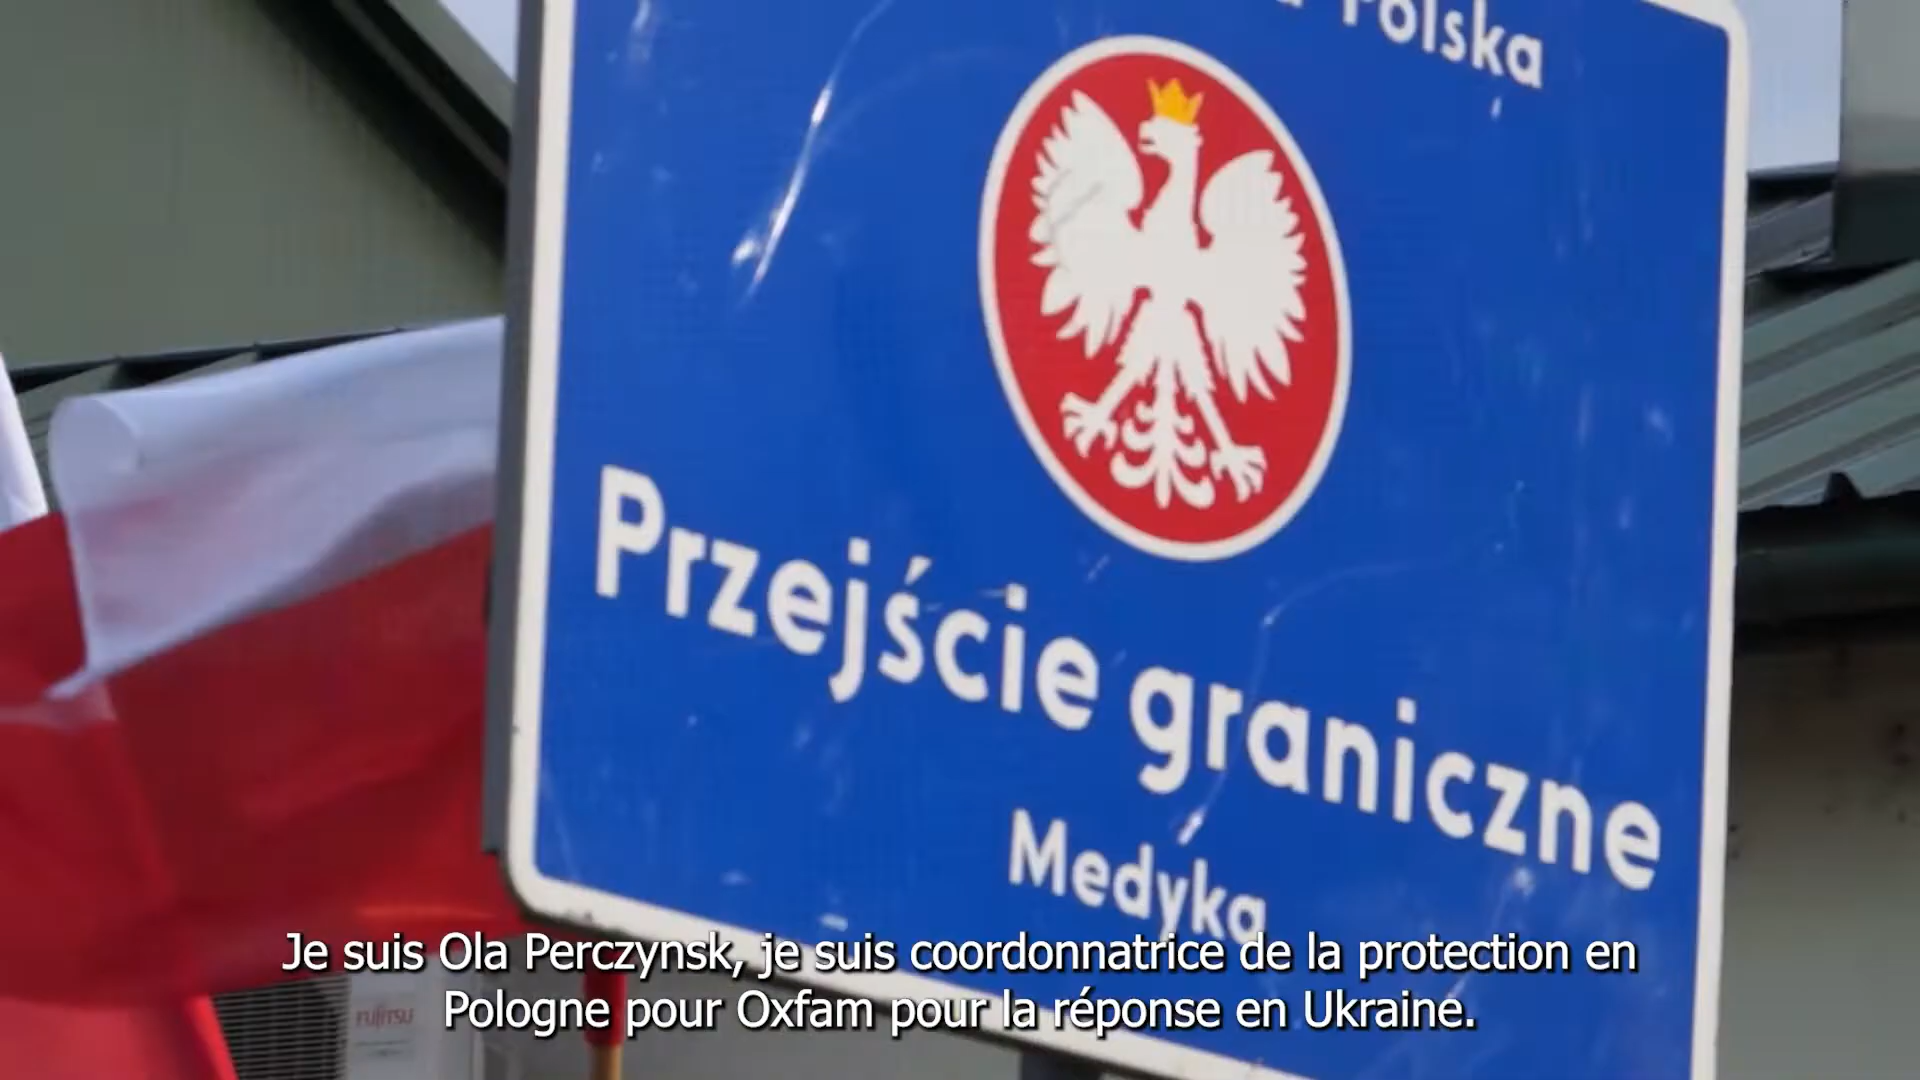 Polska
Przejście graniczne
Medyka
Je suis Ola Perczynsk, je suis coordonnatrice de la protection en
Pologne pour Oxfam pour la réponse en Ukraine.
FUJITSU